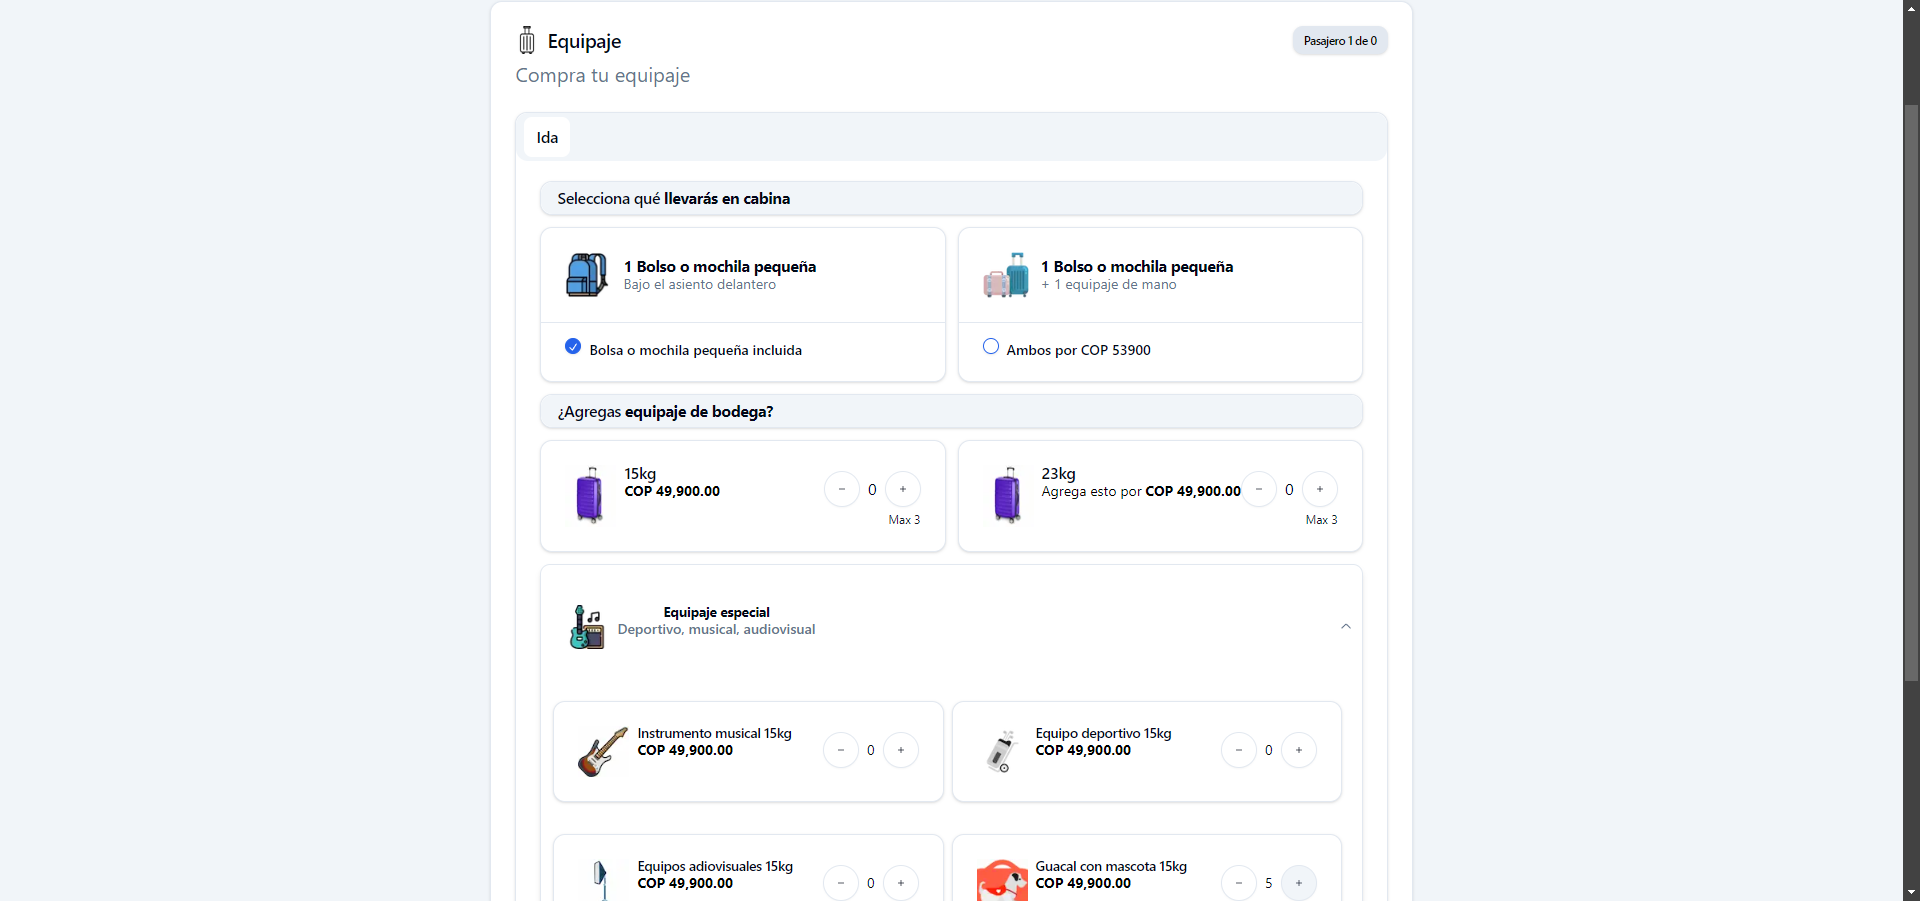 Equipaje
Pasajero 1 de 0
Compra tu equipaje
Ida
Selecciona qué llevarás en cabina
1 Bolso o mochila pequeña
Bajo el asiento delantero
Bolsa o mochila pequeña incluida
1 Bolso o mochila pequeña
+ 1 equipaje de mano
Ambos por COP 53900
¿Agregas equipaje de bodega?
15kg
COP 49,900.00
− 0 +
Max 3
23kg
Agrega esto por COP 49,900.00
− 0 +
Max 3
Equipaje especial
Deportivo, musical, audiovisual
Instrumento musical 15kg
COP 49,900.00
− 0 +
Equipo deportivo 15kg
COP 49,900.00
− 0 +
Equipos adiovisuales 15kg
COP 49,900.00
− 0 +
Guacal con mascota 15kg
COP 49,900.00
− 5 +